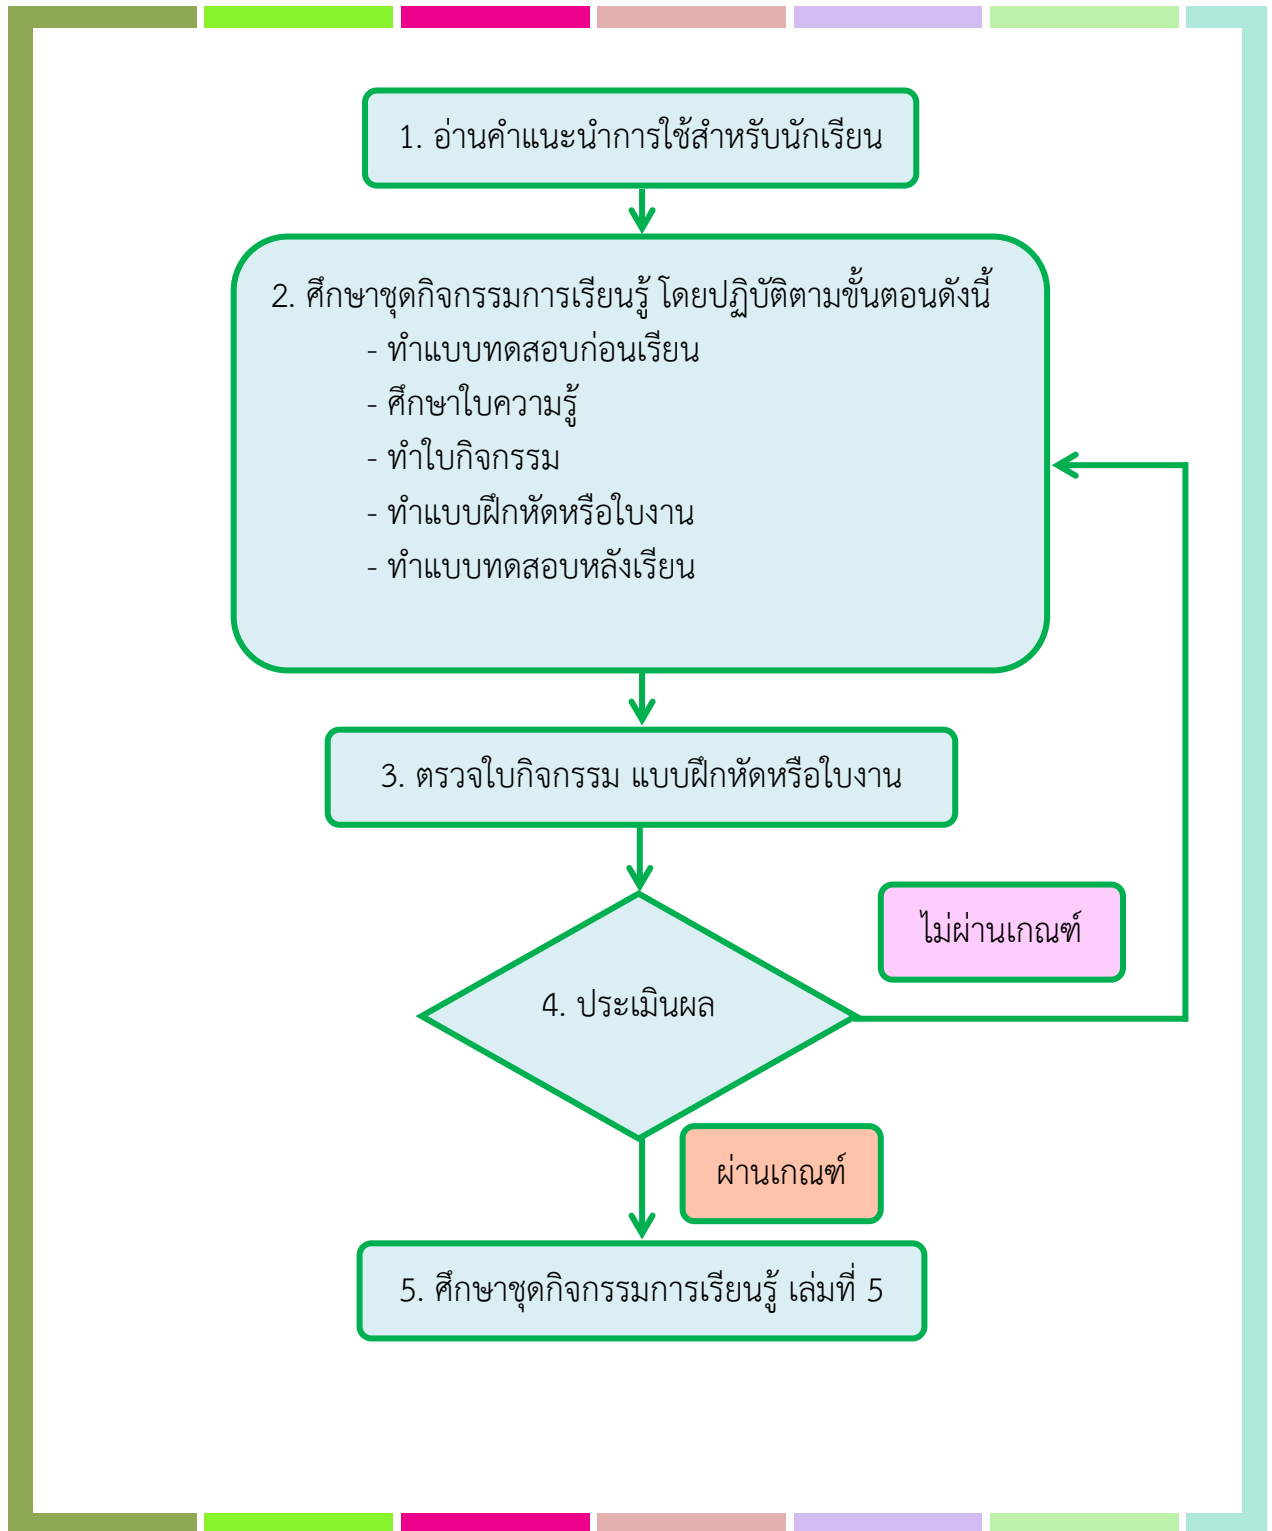 1. อ่านคำแนะนำการใช้สำหรับนักเรียน
2. ศึกษาชุดกิจกรรมการเรียนรู้ โดยปฏิบัติตามขั้นตอนดังนี้
- ทำแบบทดสอบก่อนเรียน
- ศึกษาใบความรู้
- ทำใบกิจกรรม
- ทำแบบฝึกหัดหรือใบงาน
- ทำแบบทดสอบหลังเรียน
3. ตรวจใบกิจกรรม แบบฝึกหัดหรือใบงาน
ไม่ผ่านเกณฑ์
4. ประเมินผล
ผ่านเกณฑ์
5. ศึกษาชุดกิจกรรมการเรียนรู้ เล่มที่ 5